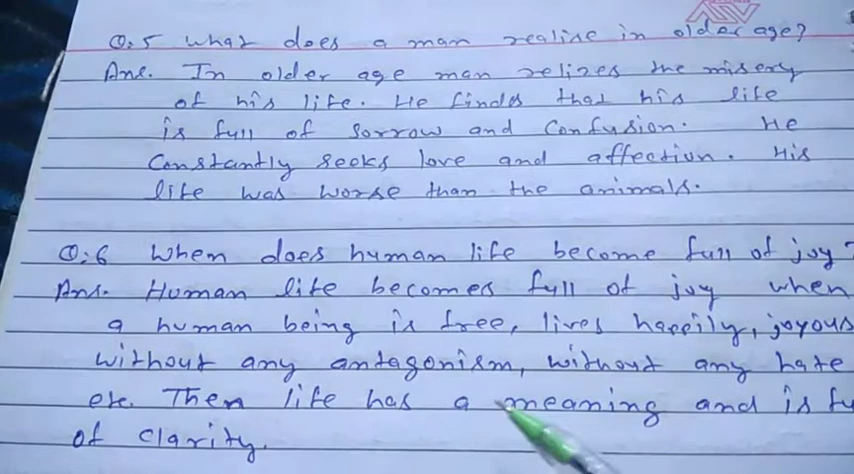 Q:5 what does a man realise in older age?
Ans. In older age man relizes the misery
of his life. He finds that his life
is full of sorrow and confusion. He
constantly seeks love and affection. His
life was worse than the animals.
Q:6 When does human life become full of joy?
Ans. Human life becomes full of joy when
a human being is free, lives happily, joyous
without any antagonism, without any hate
etc. Then life has a meaning and is fu
of clarity.